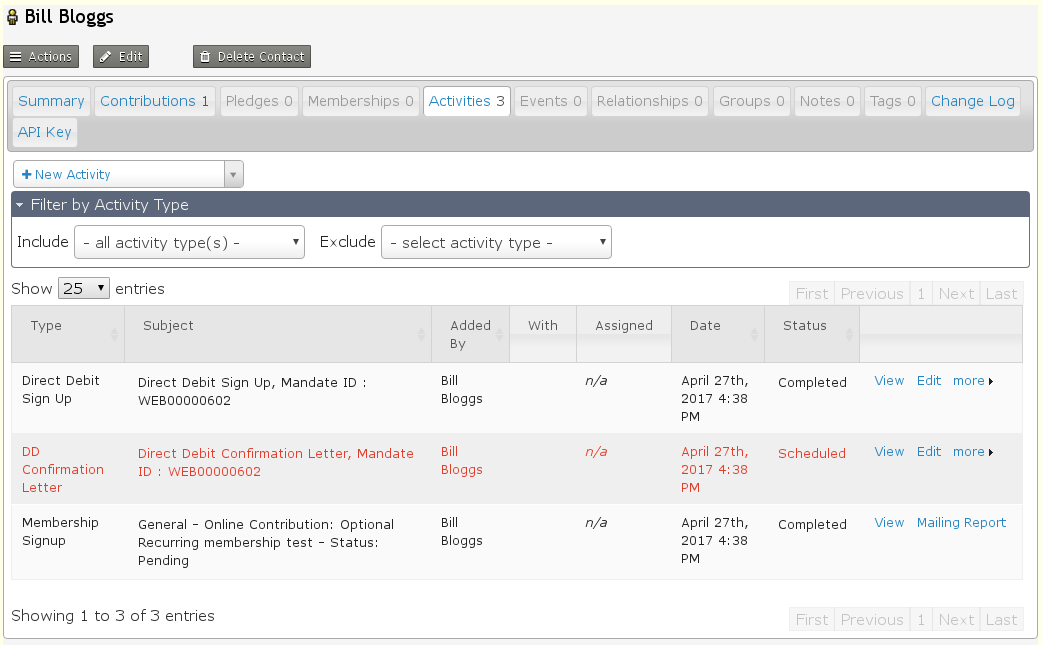 Bill Bloggs
Actions Edit Delete Contact
Summary Contributions 1 Pledges 0 Memberships 0 Activities 3 Events 0 Relationships 0 Groups 0 Notes 0 Tags 0 Change Log
API Key
+ New Activity
Filter by Activity Type
Include - all activity type(s) - Exclude - select activity type -
Show 25 entries
First Previous 1 Next Last
Type Subject Added By With Assigned Date Status
Direct Debit Sign Up Direct Debit Sign Up, Mandate ID : WEB00000602 Bill Bloggs n/a April 27th, 2017 4:38 PM Completed View Edit more
DD Confirmation Letter Direct Debit Confirmation Letter, Mandate ID : WEB00000602 Bill Bloggs n/a April 27th, 2017 4:38 PM Scheduled View Edit more
Membership Signup General - Online Contribution: Optional Recurring membership test - Status: Pending Bill Bloggs n/a April 27th, 2017 4:38 PM Completed View Mailing Report
Showing 1 to 3 of 3 entries
First Previous 1 Next Last